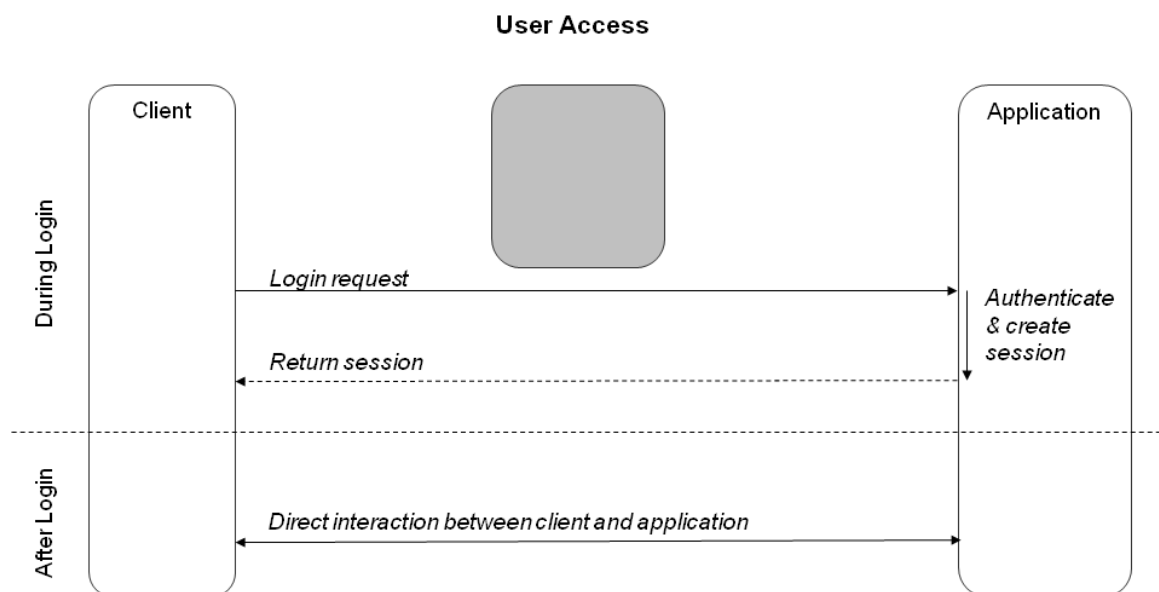 User Access
Client
Application
During Login
Login request
Authenticate
& create
session
Return session
After Login
Direct interaction between client and application